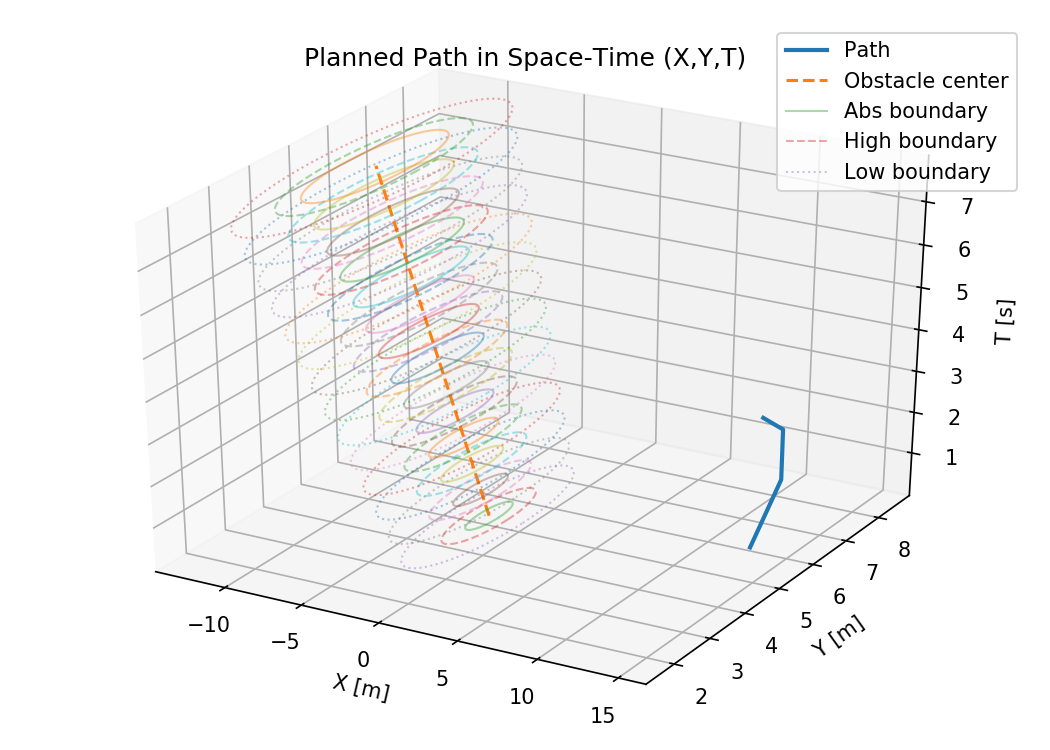 Planned Path in Space-Time (X,Y,T)
Path
Obstacle center
Abs boundary
High boundary
Low boundary
7
6
5
4
3
2
1
T [s]
8
7
6
5
4
3
2
Y [m]
−10
−5
0
5
10
15
X [m]